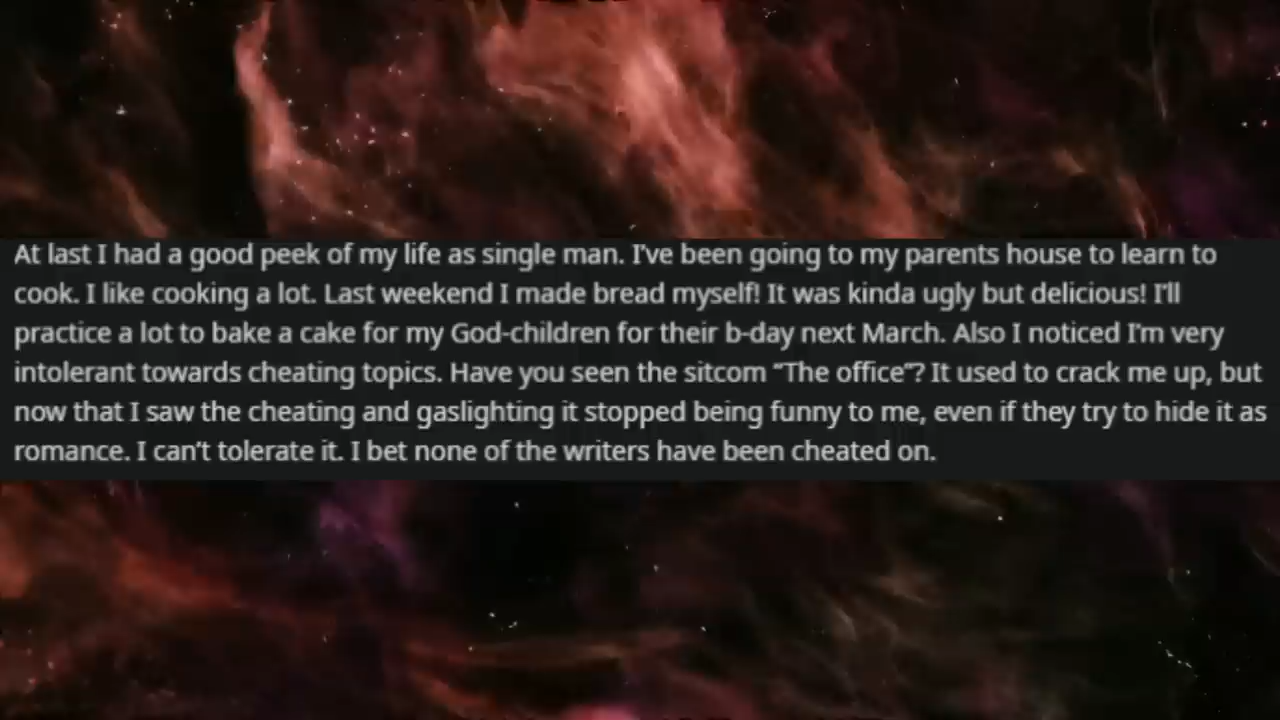 At last I had a good peek of my life as single man. I've been going to my parents house to learn to
cook. I like cooking a lot. Last weekend I made bread myself! It was kinda ugly but delicious! I'll
practice a lot to bake a cake for my God-children for their b-day next March. Also I noticed I'm very
intolerant towards cheating topics. Have you seen the sitcom “The office”? It used to crack me up, but
now that I saw the cheating and gaslighting it stopped being funny to me, even if they try to hide it as
romance. I can't tolerate it. I bet none of the writers have been cheated on.